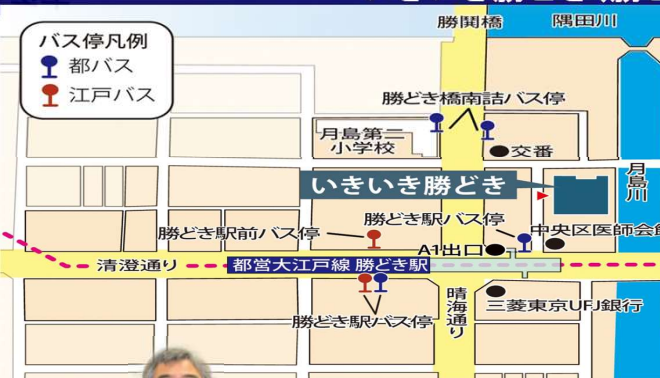 勝鬨橋
隅田川
バス停凡例
都バス
江戸バス
勝どき橋南詰バス停
月島第二
小学校
交番
月島川
いきいき勝どき
勝どき駅前バス停
勝どき駅バス停
中央区医師会館
A1出口
清澄通り
都営大江戸線 勝どき駅
晴海通り
三菱東京UFJ銀行
勝どき駅バス停